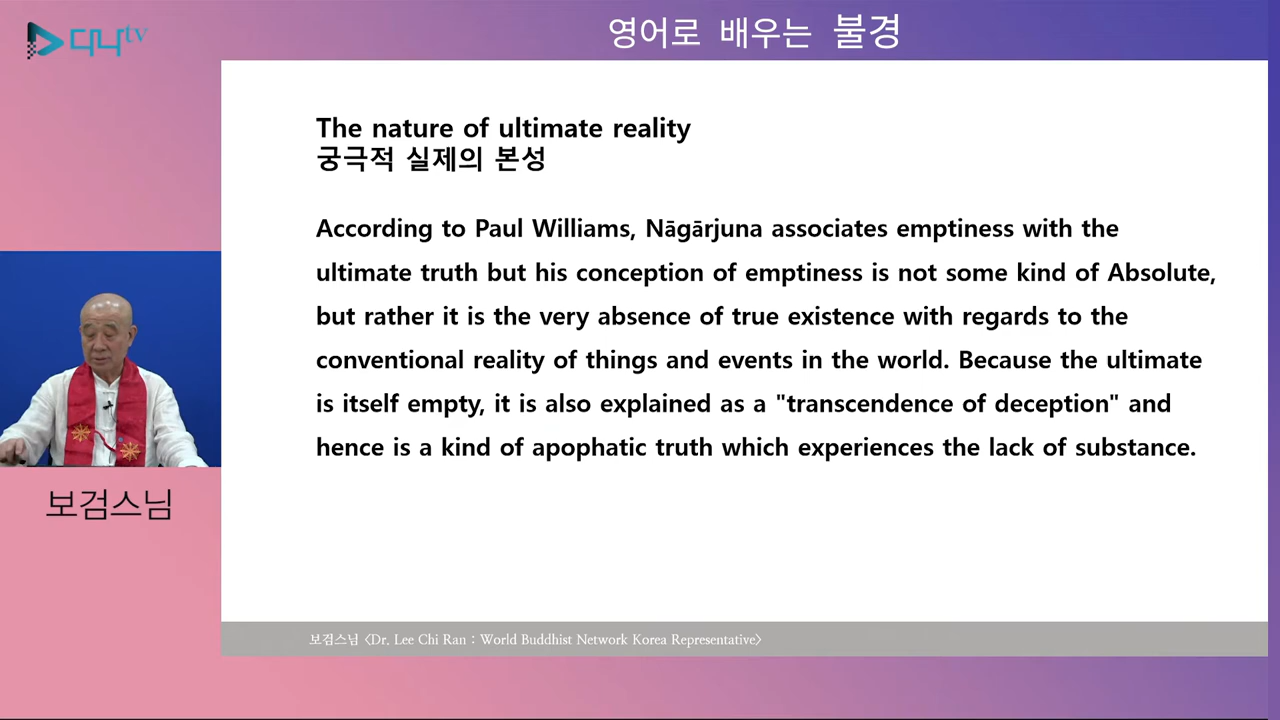 다나tv
영어로 배우는 불경
The nature of ultimate reality
궁극적 실제의 본성
According to Paul Williams, Nāgārjuna associates emptiness with the
ultimate truth but his conception of emptiness is not some kind of Absolute,
but rather it is the very absence of true existence with regards to the
conventional reality of things and events in the world. Because the ultimate
is itself empty, it is also explained as a "transcendence of deception" and
hence is a kind of apophatic truth which experiences the lack of substance.
보검스님
보검스님 <Dr. Lee Chi Ran : World Buddhist Network Korea Representative>